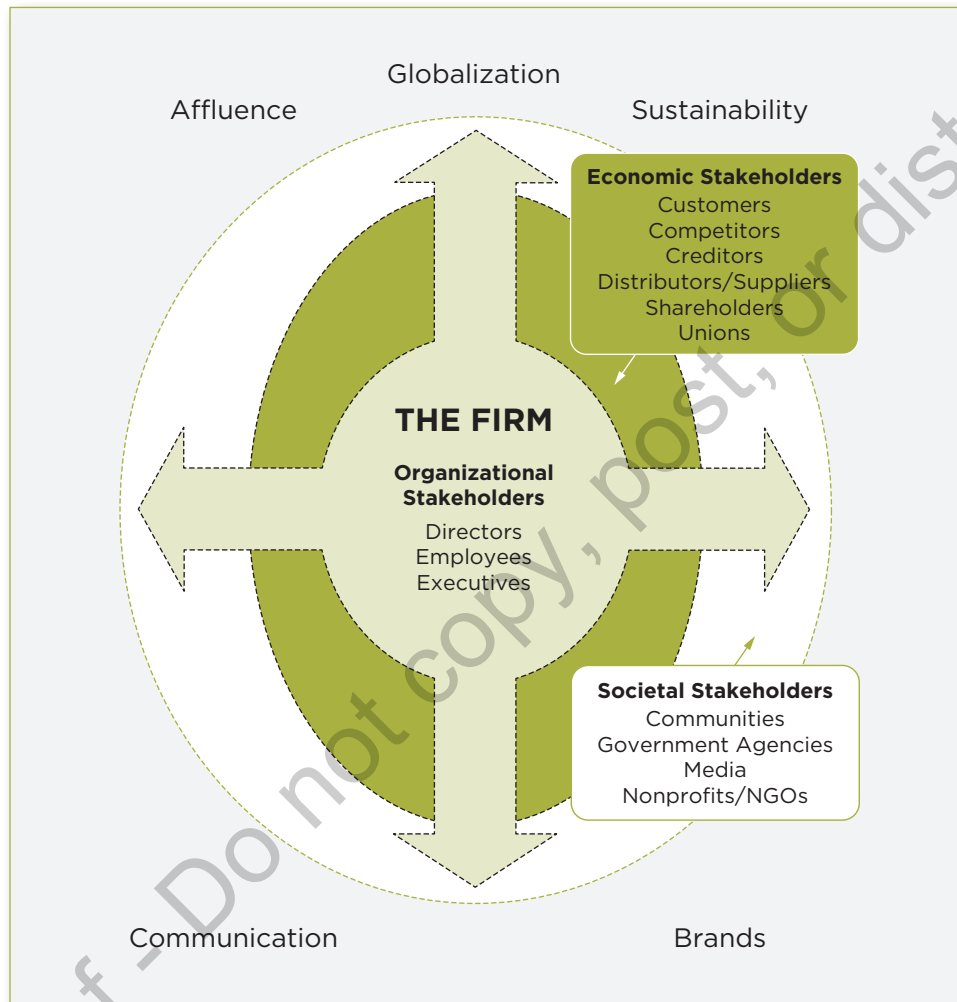 Globalization
Affluence
Sustainability
Economic Stakeholders
Customers
Competitors
Creditors
Distributors/Suppliers
Shareholders
Unions
THE FIRM
Organizational
Stakeholders
Directors
Employees
Executives
Societal Stakeholders
Communities
Government Agencies
Media
Nonprofits/NGOs
Communication
Brands
f - Do not copy, post, or dist